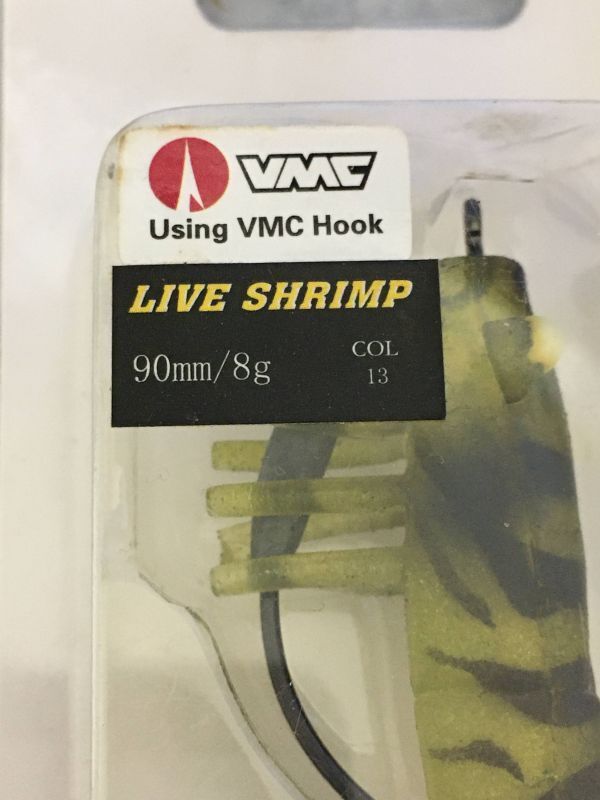 VMC
Using VMC Hook
LIVE SHRIMP
90mm/8g
COL
13